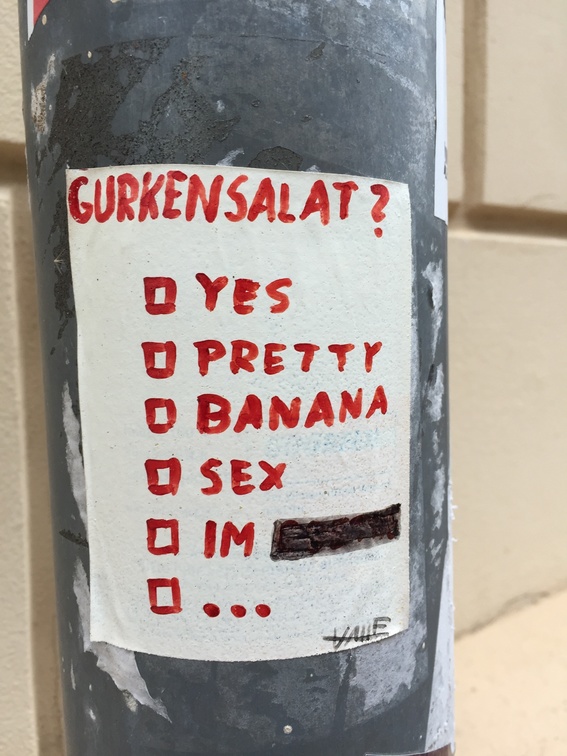 GURKENSALAT?
YES
PRETTY
BANANA
SEX
IM
...